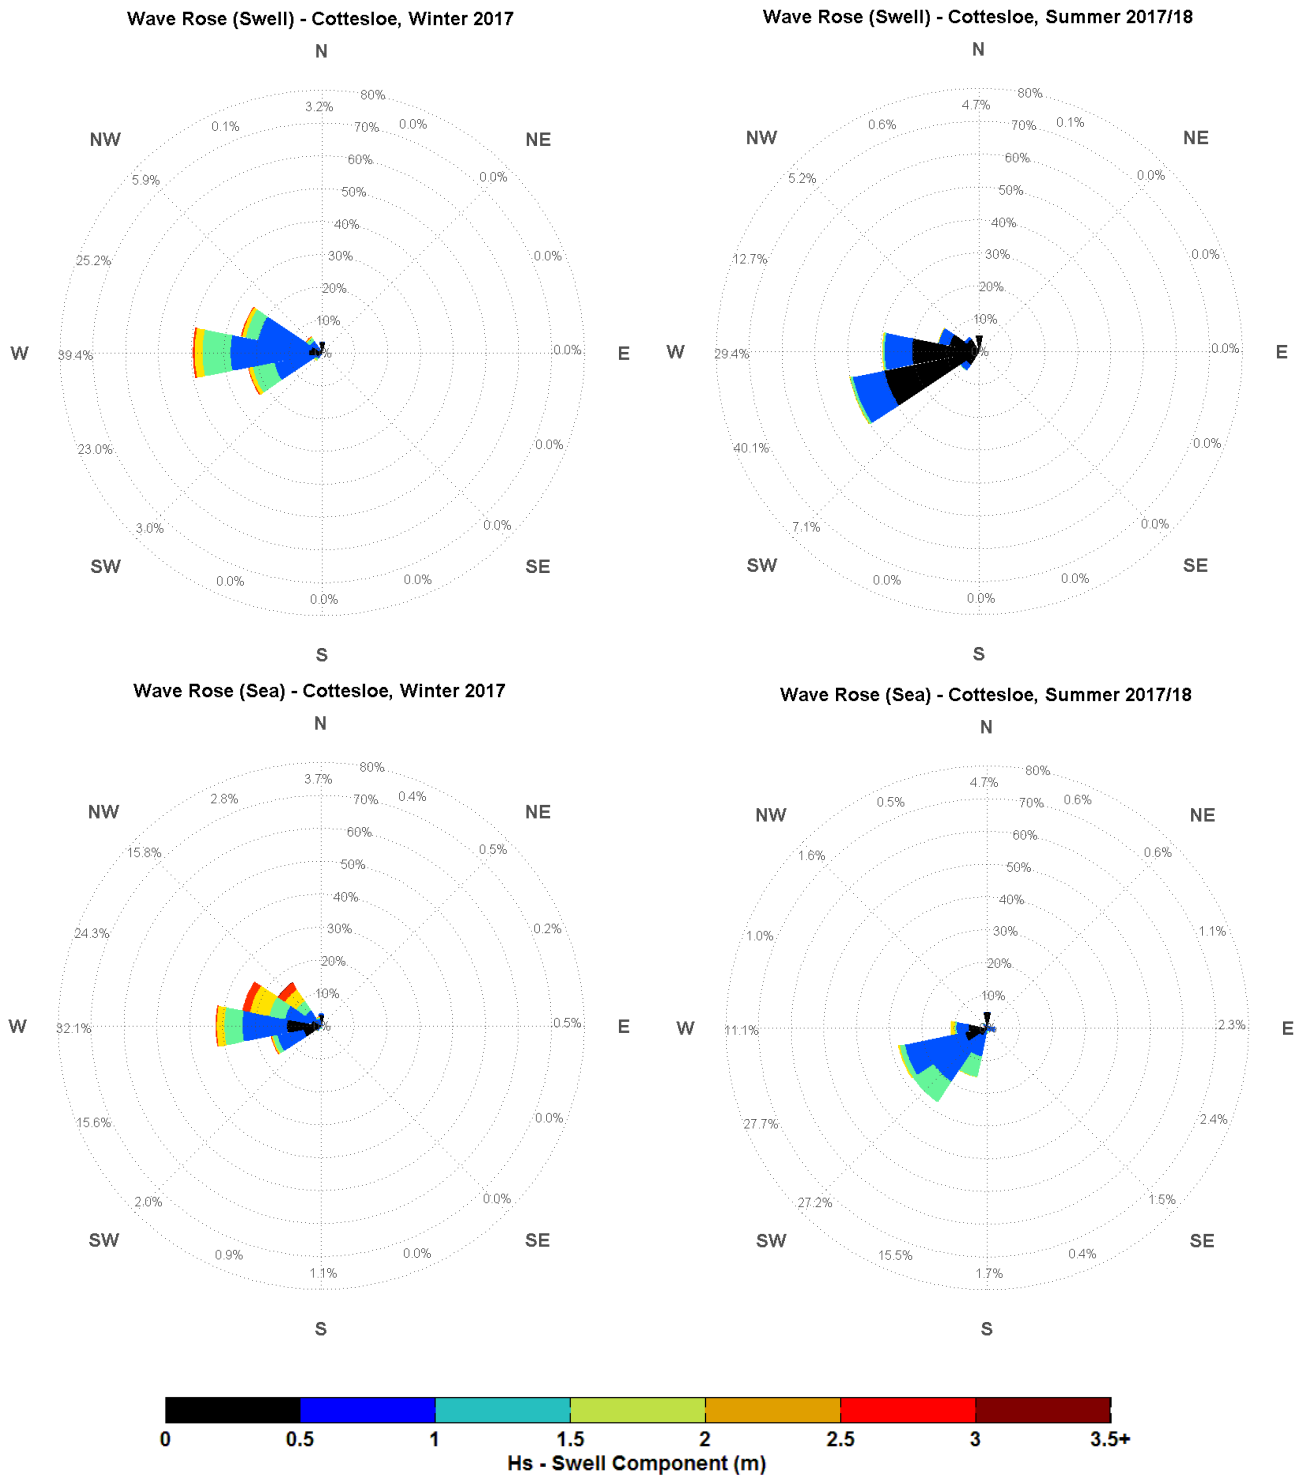 Wave Rose (Swell) - Cottesloe, Winter 2017
N
80%
3.2%
0.1%
0.0%
70%
NW
NE
60%
5.9%
0.0%
50%
40%
25.2%
0.0%
30%
20%
10%
W
39.4%
%
0.0%
E
23.0%
0.0%
3.0%
0.0%
SW
SE
0.0%
0.0%
0.0%
S
Wave Rose (Swell) - Cottesloe, Summer 2017/18
N
80%
4.7%
0.6%
0.1%
70%
NW
NE
60%
5.2%
0.0%
50%
40%
12.7%
0.0%
30%
20%
10%
W
29.4%
%
0.0%
E
40.1%
0.0%
7.1%
0.0%
SW
SE
0.0%
0.0%
0.0%
S
Wave Rose (Sea) - Cottesloe, Winter 2017
N
80%
3.7%
2.8%
0.4%
70%
NW
NE
60%
15.8%
0.5%
50%
40%
24.3%
0.2%
30%
20%
10%
W
32.1%
%
0.5%
E
15.6%
0.0%
2.0%
0.0%
SW
SE
0.9%
0.0%
1.1%
S
Wave Rose (Sea) - Cottesloe, Summer 2017/18
N
80%
4.7%
0.5%
0.6%
70%
NW
NE
60%
1.6%
0.6%
50%
40%
1.0%
1.1%
30%
20%
10%
W
11.1%
2.3%
E
27.7%
2.4%
27.2%
1.5%
SW
SE
15.5%
0.4%
1.7%
S
0 0.5 1 1.5 2 2.5 3 3.5+
Hs - Swell Component (m)